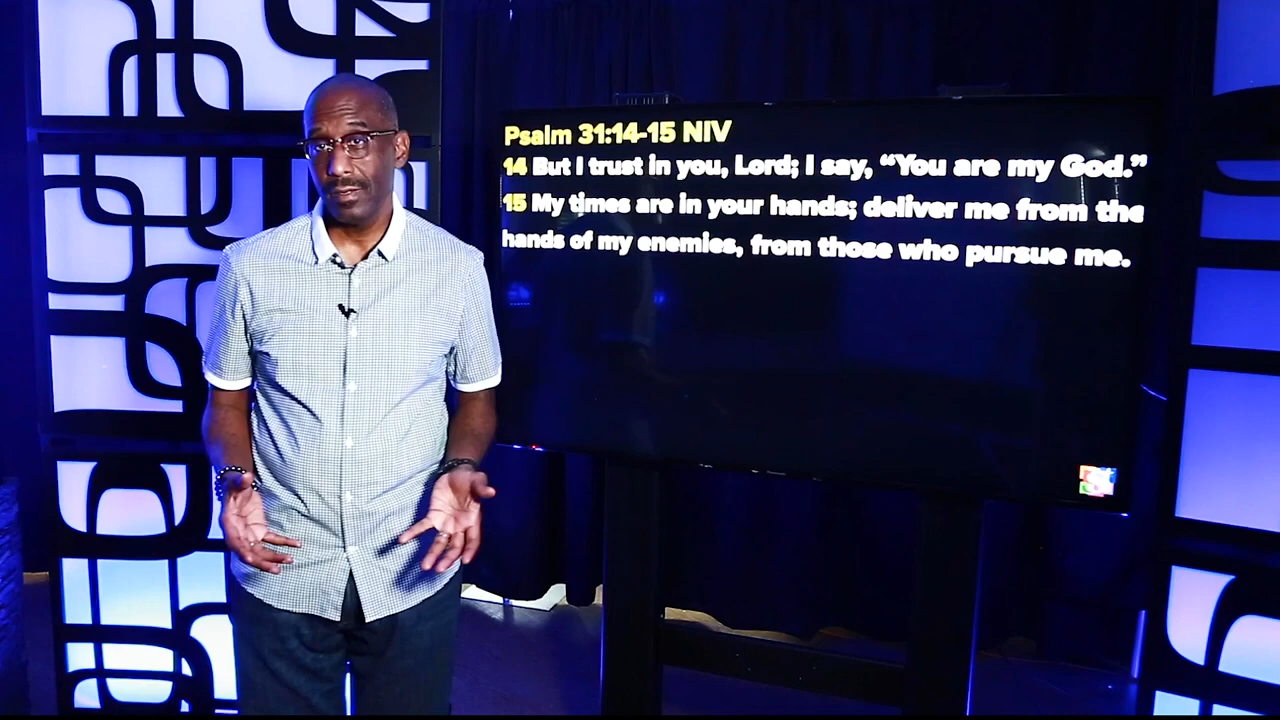 Psalm 31:14-15 NIV
14 But I trust in you, Lord; I say, “You are my God.”
15 My times are in your hands; deliver me from the
hands of my enemies, from those who pursue me.